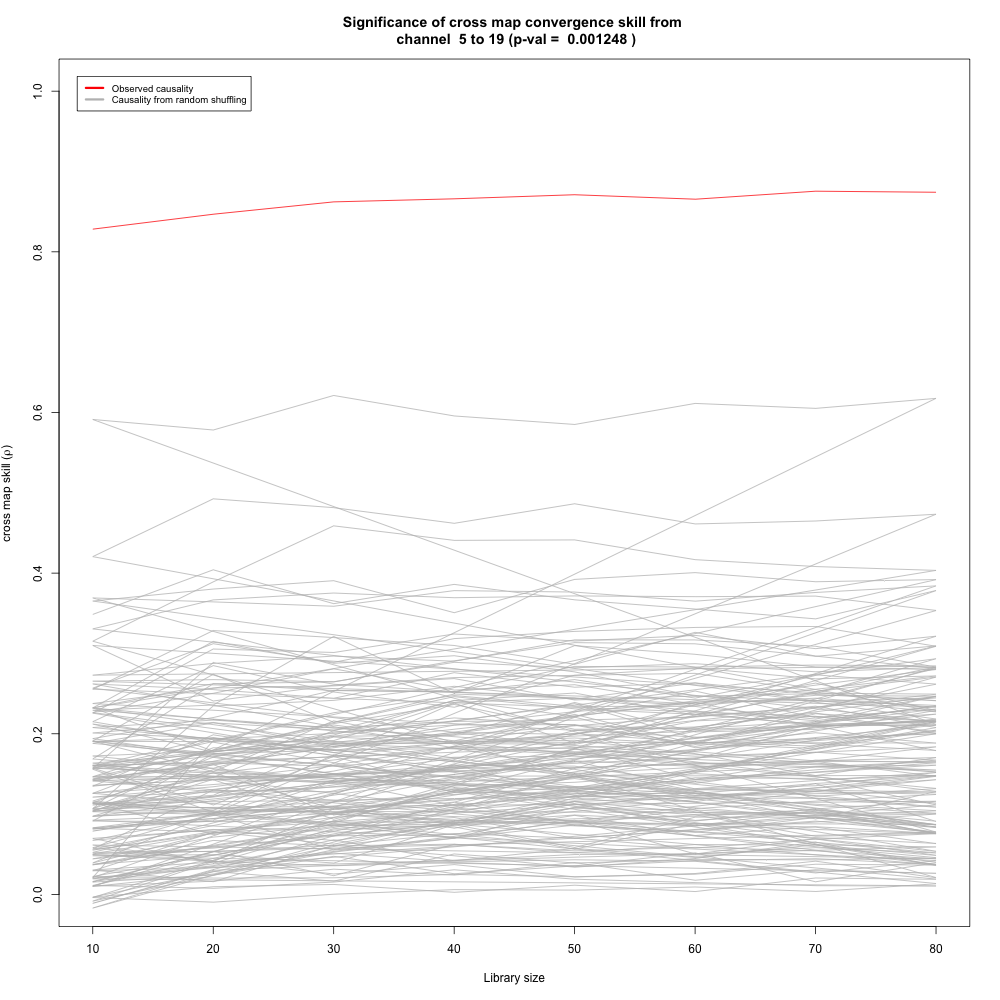 Significance of cross map convergence skill from
channel  5 to 19 (p-val =  0.001248 )
Observed causality
Causality from random shuffling
cross map skill (ρ)
1.0
0.8
0.6
0.4
0.2
0.0
10 20 30 40 50 60 70 80
Library size